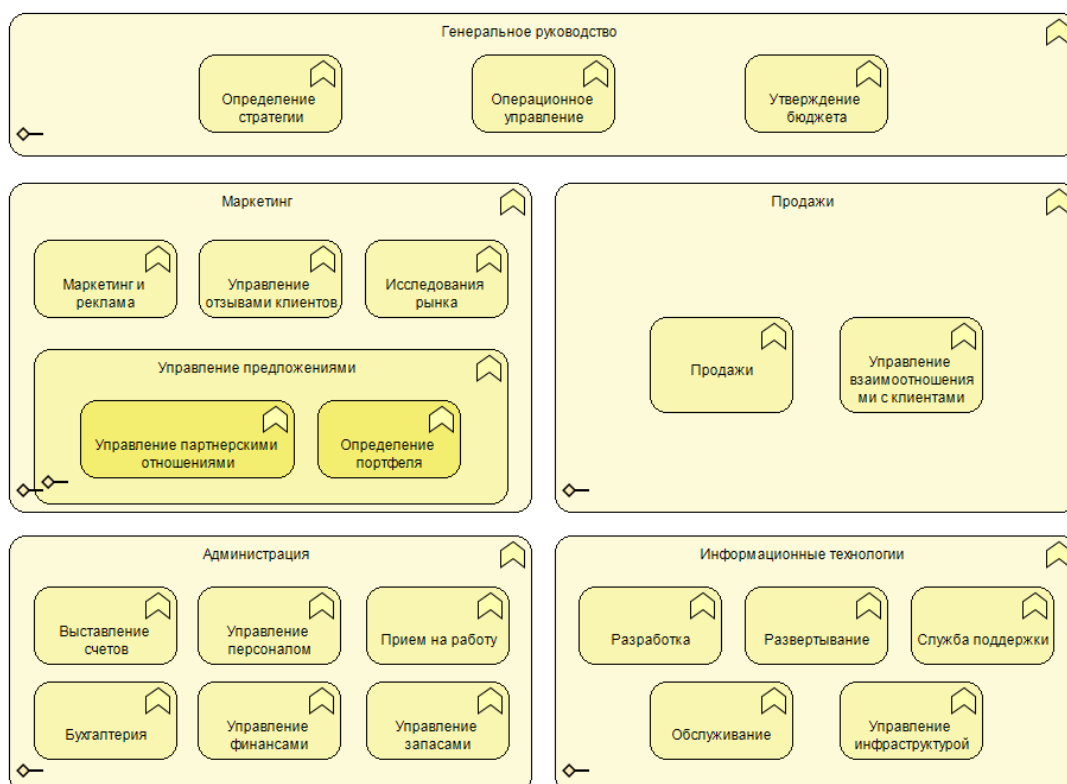 Генеральное руководство
Определение
стратегии
Операционное
управление
Утверждение
бюджета
Маркетинг
Маркетинг и
реклама
Управление
отзывами клиентов
Исследования
рынка
Управление предложениями
Управление партнерскими
отношениями
Определение
портфеля
Продажи
Продажи
Управление
взаимоотношения
ми с клиентами
Администрация
Выставление
счетов
Управление
персоналом
Прием на работу
Бухгалтерия
Управление
финансами
Управление
запасами
Информационные технологии
Разработка
Развертывание
Служба поддержки
Обслуживание
Управление
инфраструктурой